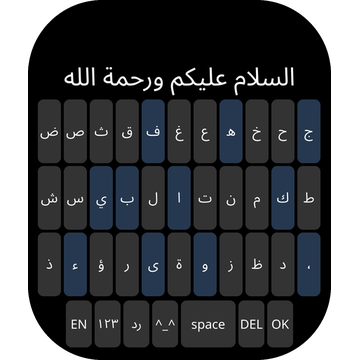 السلام عليكم ورحمة الله
ض ص ث ق ف غ ع ه خ ح ج
ش س ي ب ل ا ت ن م ك ط
ذ ء ؤ ر ى ة و ز ظ د ،
EN ١٢٣ رد ^_^ space DEL OK